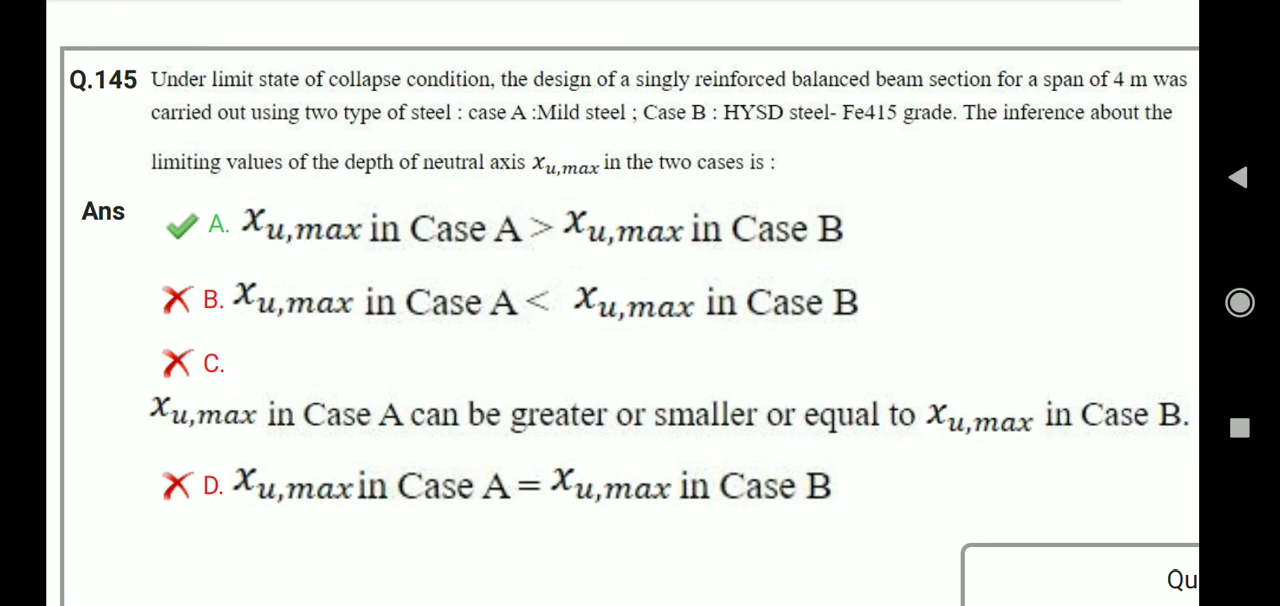 Q.145 Under limit state of collapse condition, the design of a singly reinforced balanced beam section for a span of 4 m was
carried out using two type of steel : case A :Mild steel ; Case B : HYSD steel- Fe415 grade. The inference about the
limiting values of the depth of neutral axis xu,max in the two cases is :
Ans
A. xu,max in Case A > xu,max in Case B
B. xu,max in Case A < xu,max in Case B
C.
xu,max in Case A can be greater or smaller or equal to xu,max in Case B.
D. xu,max in Case A = xu,max in Case B
Qu